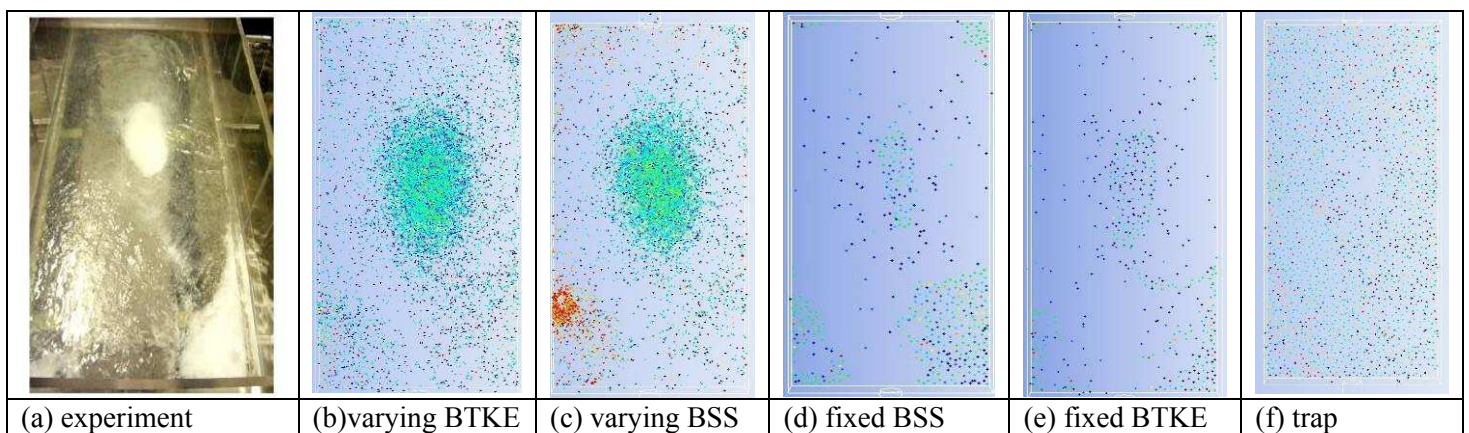 (a) experiment
(b)varying BTKE
(c) varying BSS
(d) fixed BSS
(e) fixed BTKE
(f) trap